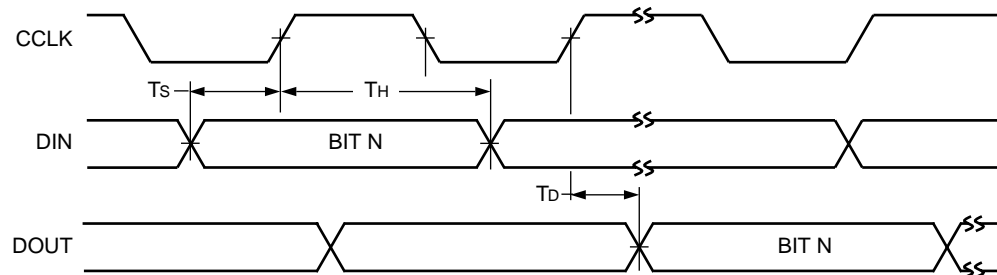 CCLK
Ts
TH
DIN
BIT N
TD
DOUT
BIT N